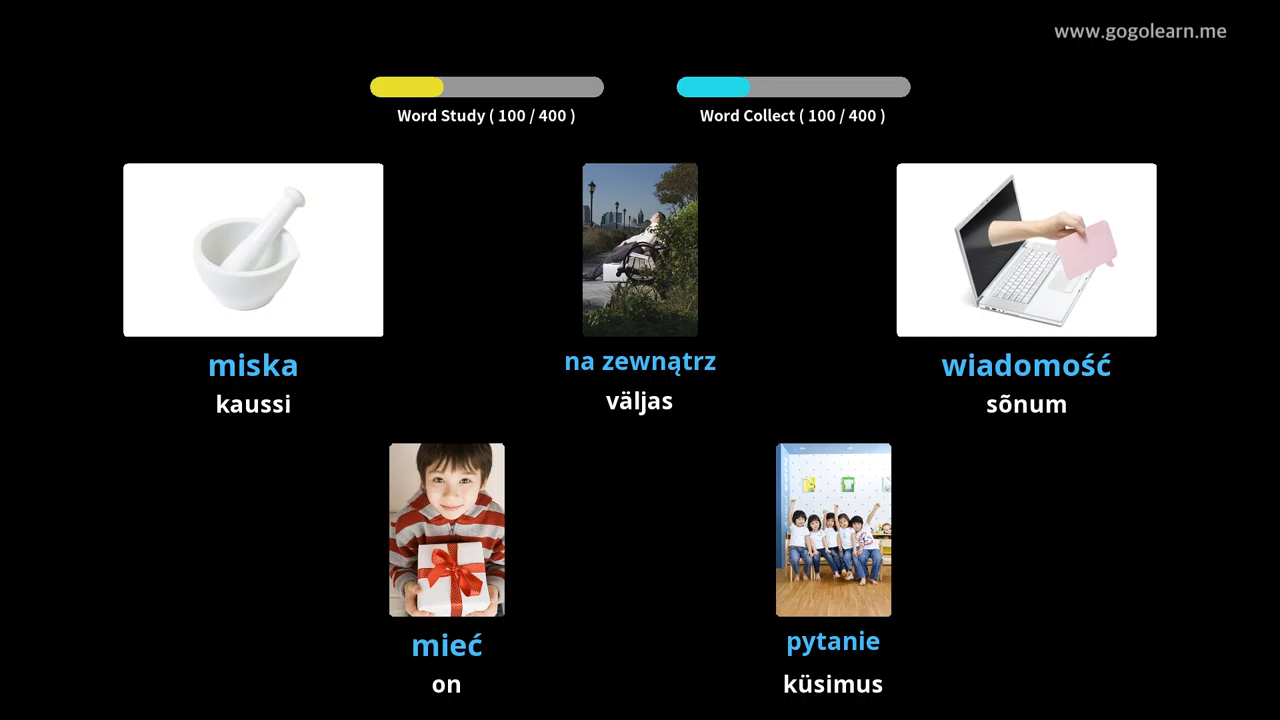 www.gogolearn.me
Word Study ( 100 / 400 )
Word Collect ( 100 / 400 )
miska
kaussi
na zewnątrz
väljas
wiadomość
sõnum
mieć
on
pytanie
küsimus